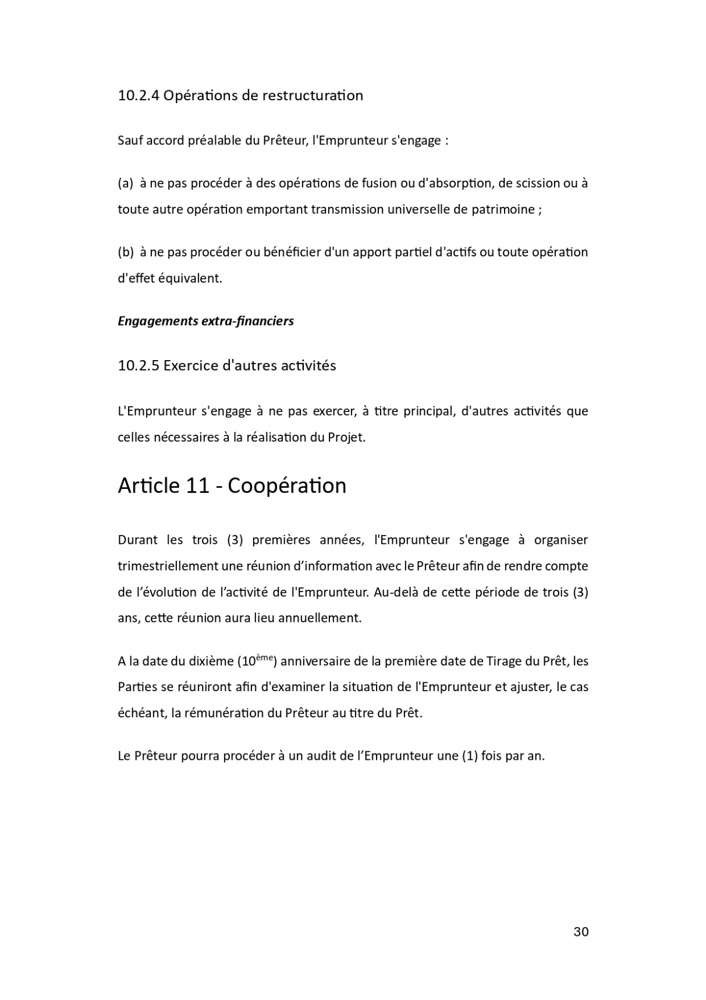 10.2.4 Opérations de restructuration
Sauf accord préalable du Prêteur, l'Emprunteur s'engage :
(a) à ne pas procéder à des opérations de fusion ou d'absorption, de scission ou à
toute autre opération emportant transmission universelle de patrimoine ;
(b) à ne pas procéder ou bénéficier d'un apport partiel d'actifs ou toute opération
d'effet équivalent.
Engagements extra-financiers
10.2.5 Exercice d'autres activités
L'Emprunteur s'engage à ne pas exercer, à titre principal, d'autres activités que
celles nécessaires à la réalisation du Projet.
Article 11 - Coopération
Durant les trois (3) premières années, l'Emprunteur s'engage à organiser
trimestriellement une réunion d’information avec le Prêteur afin de rendre compte
de l’évolution de l’activité de l'Emprunteur. Au-delà de cette période de trois (3)
ans, cette réunion aura lieu annuellement.
A la date du dixième (10ème) anniversaire de la première date de Tirage du Prêt, les
Parties se réuniront afin d'examiner la situation de l'Emprunteur et ajuster, le cas
échéant, la rémunération du Prêteur au titre du Prêt.
Le Prêteur pourra procéder à un audit de l’Emprunteur une (1) fois par an.
30